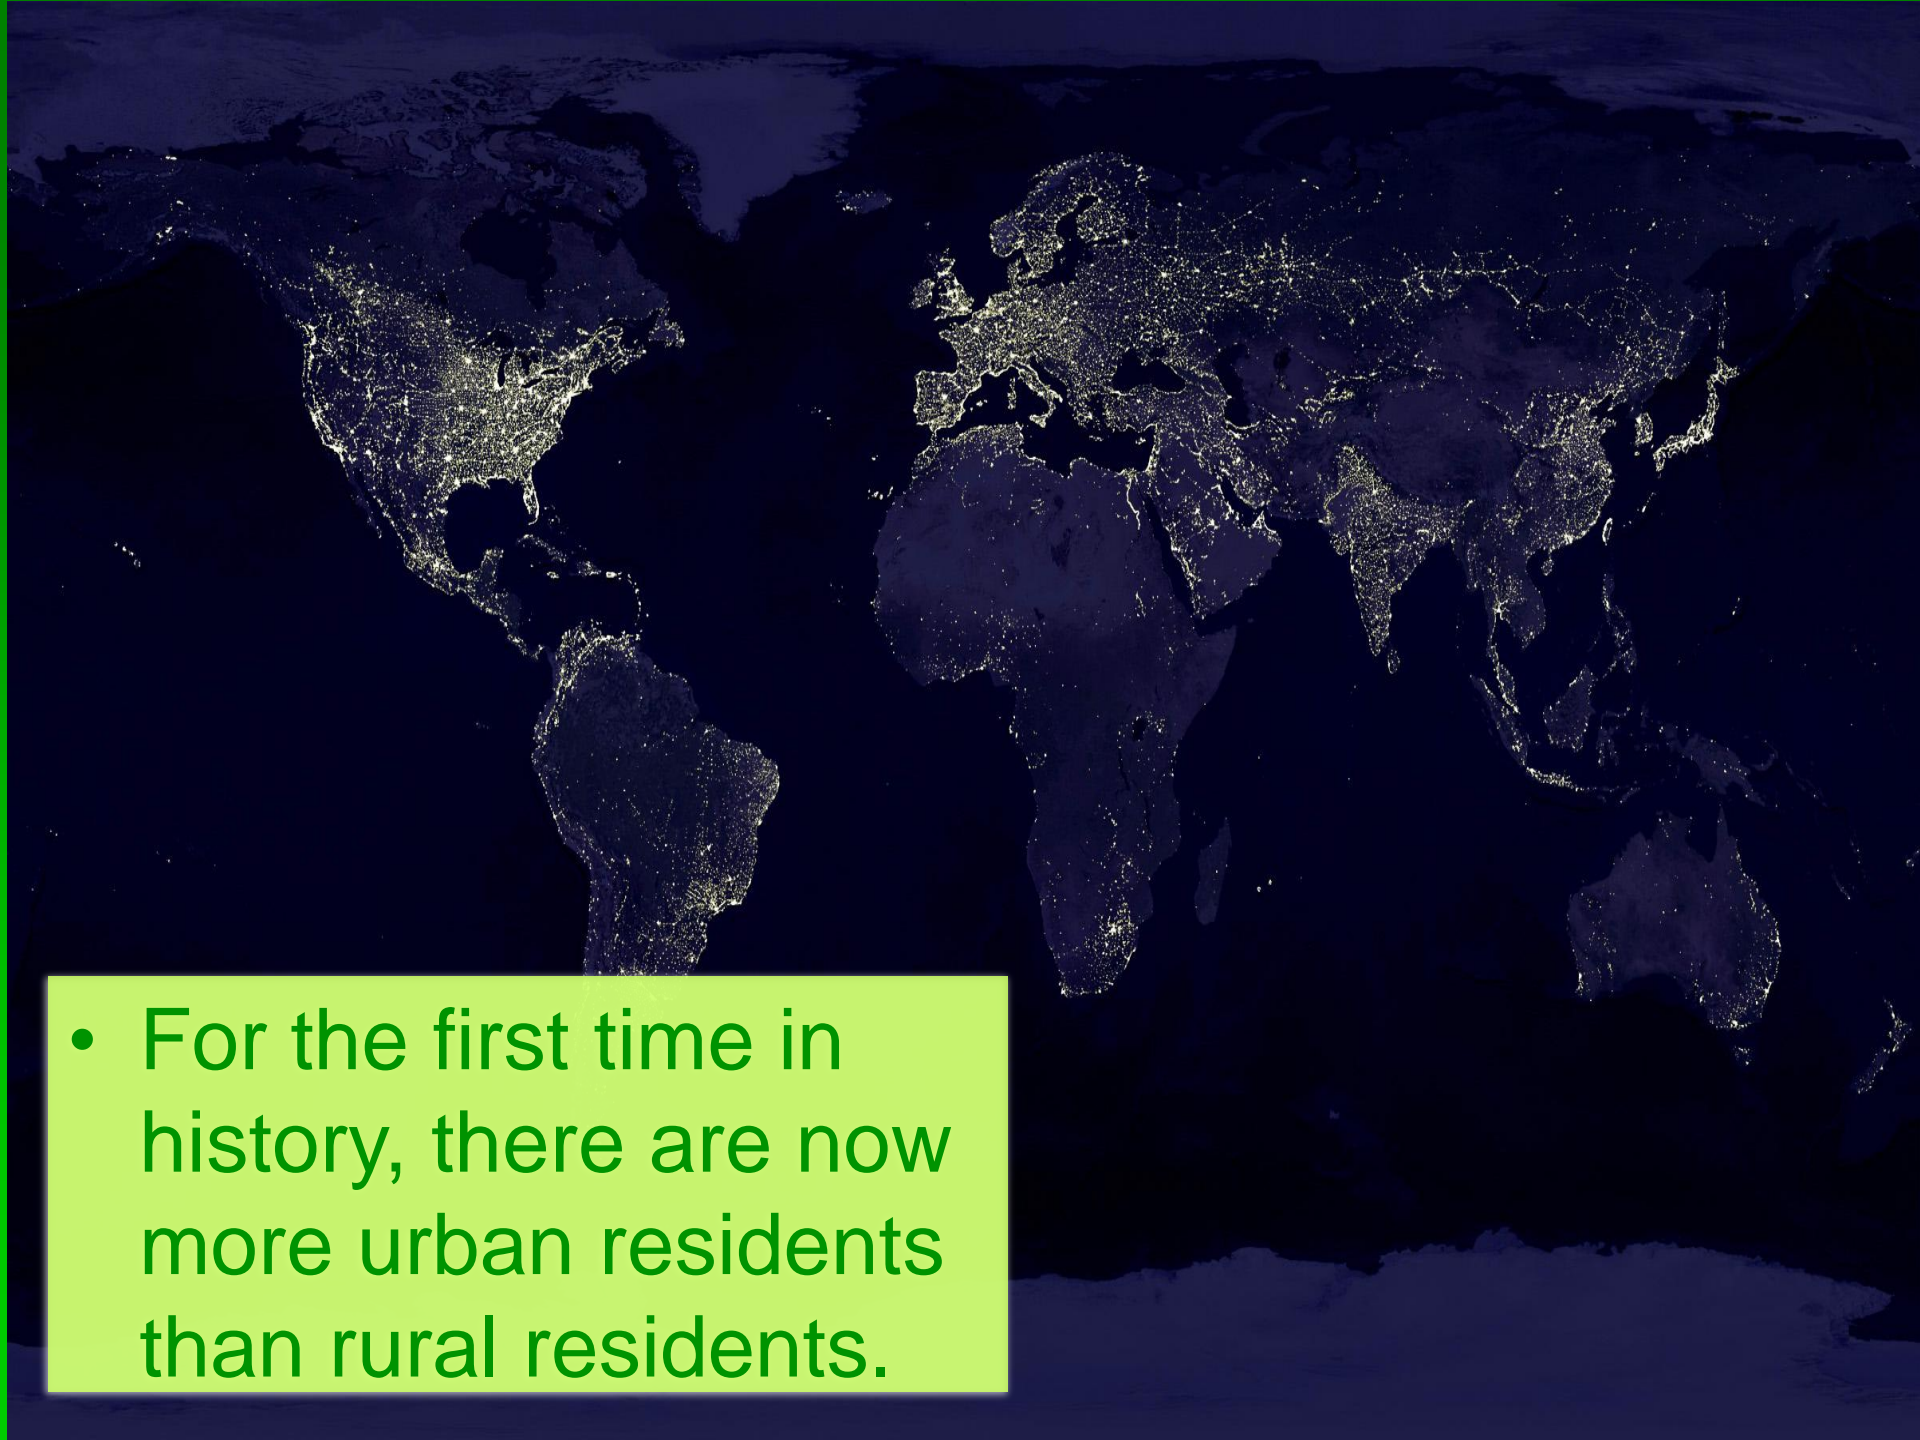 • For the first time in
history, there are now
more urban residents
than rural residents.